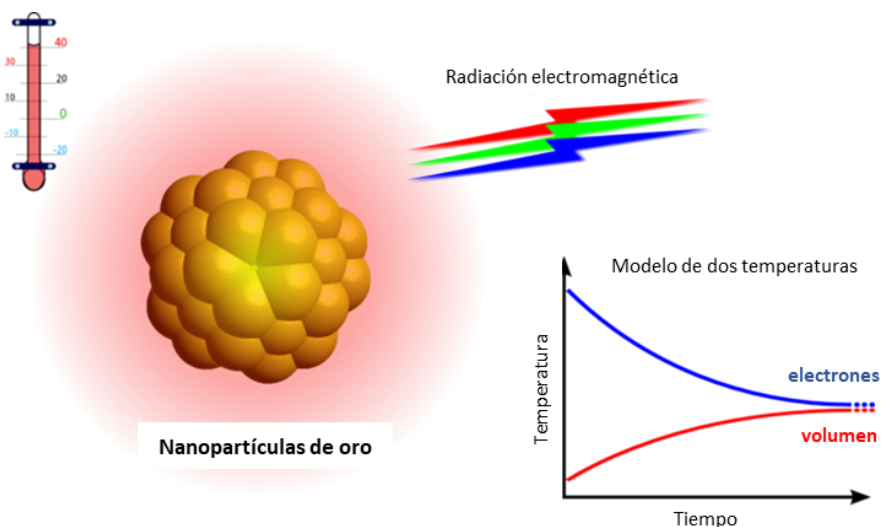 40
30
20
10
0
-10
-20
Radiación electromagnética
Nanopartículas de oro
Modelo de dos temperaturas
Temperatura
electrones
volumen
Tiempo